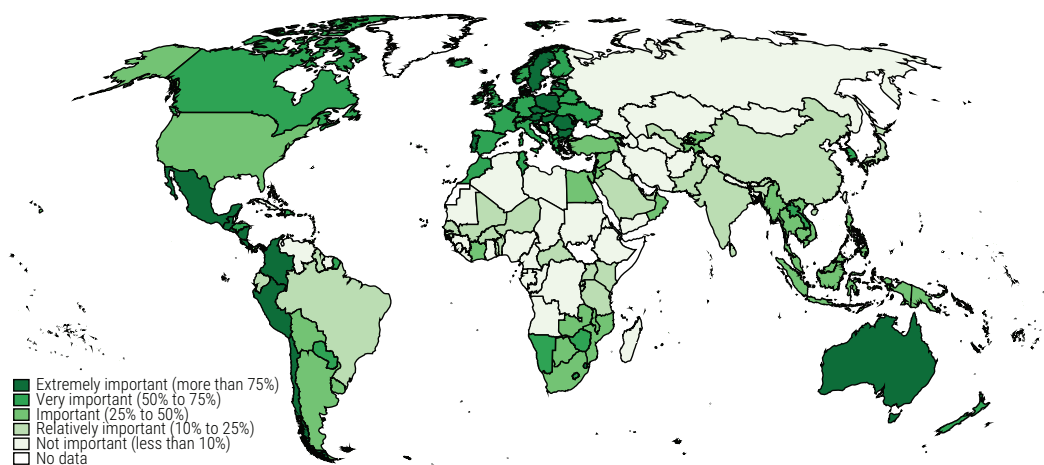 Extremely important (more than 75%)
Very important (50% to 75%)
Important (25% to 50%)
Relatively important (10% to 25%)
Not important (less than 10%)
No data